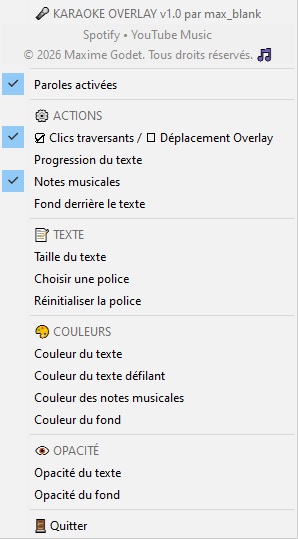 🎤 KARAOKE OVERLAY v1.0 par max_blank
Spotify • YouTube Music
© 2026 Maxime Godet. Tous droits réservés. 🎵
Paroles activées
ACTIONS
☑ Clics traversants / ☐ Déplacement Overlay
Progression du texte
Notes musicales
Fond derrière le texte
TEXTE
Taille du texte
Choisir une police
Réinitialiser la police
COULEURS
Couleur du texte
Couleur du texte défilant
Couleur des notes musicales
Couleur du fond
OPACITÉ
Opacité du texte
Opacité du fond
Quitter